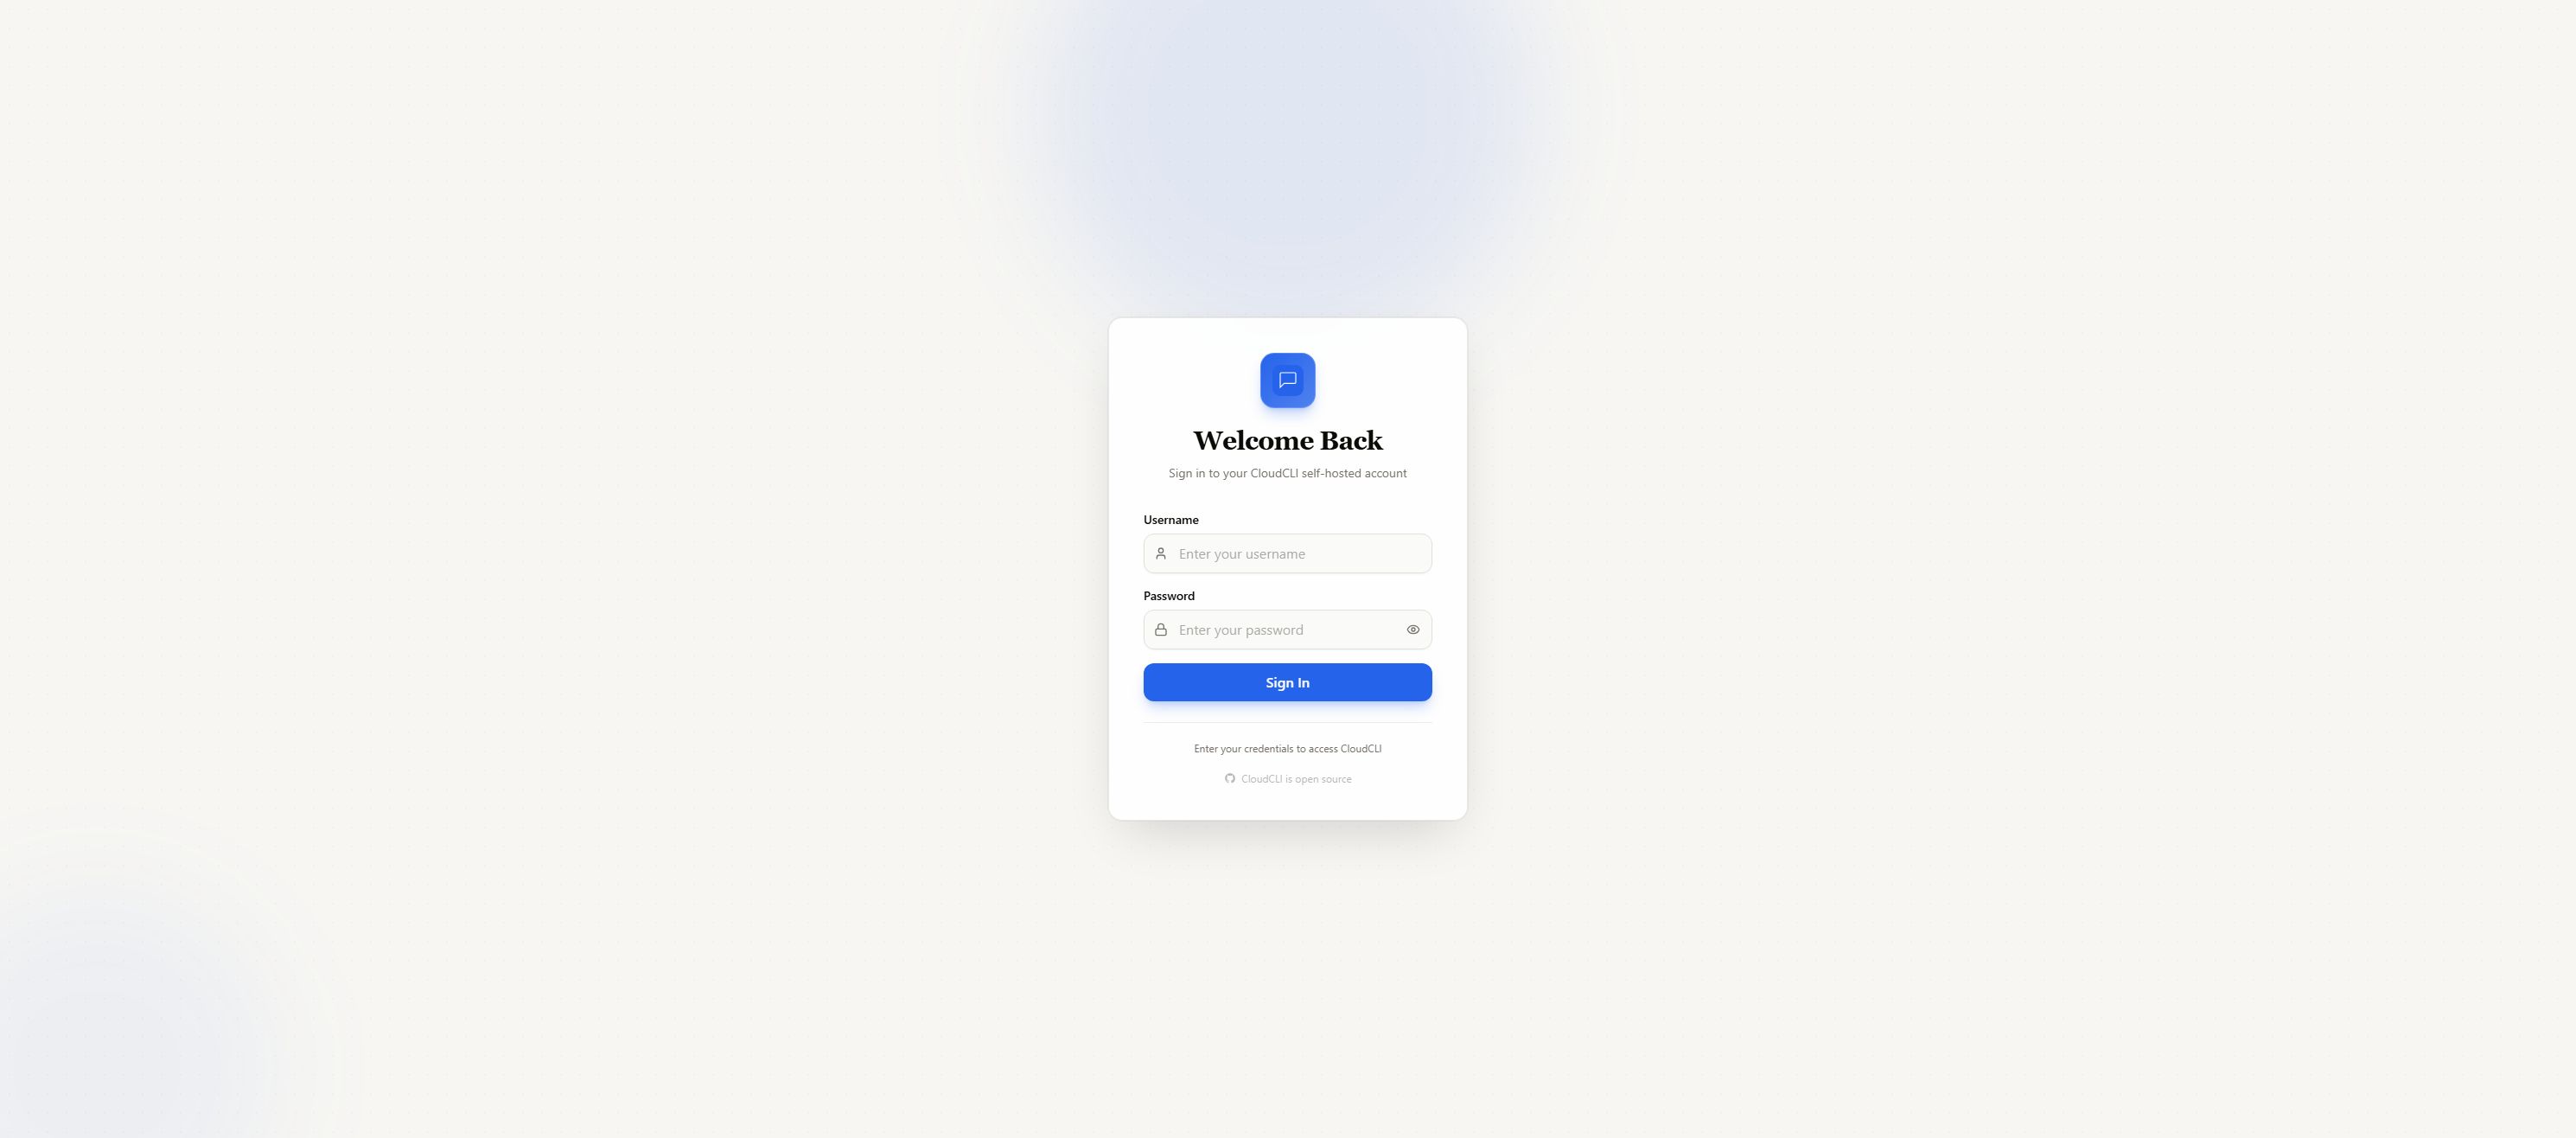 Welcome Back
Sign in to your CloudCLI self-hosted account
Username
Enter your username
Password
Enter your password
Sign In
Enter your credentials to access CloudCLI
CloudCLI is open source